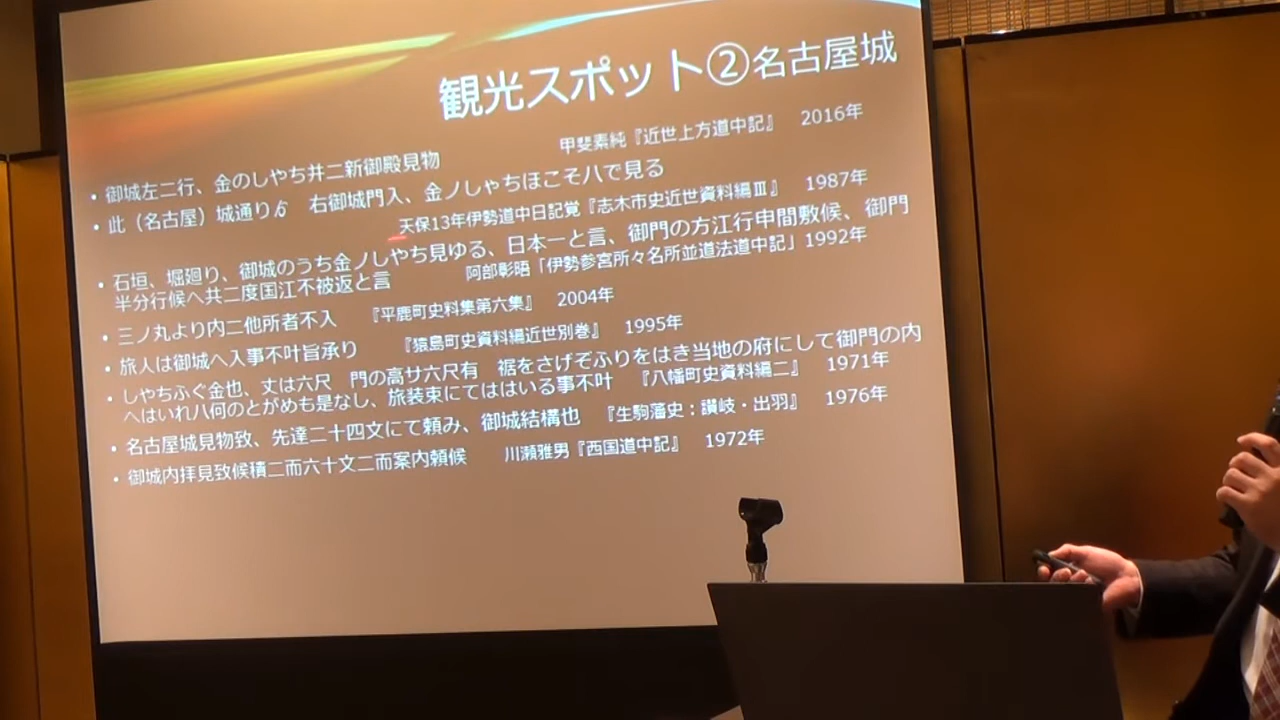 観光スポット②名古屋城
甲斐素純『近世上方道中記』 2016年
・御城左二行、金のしやち井二新御殿見物
・此（名古屋）城通りゟ 右御城門入、金ノしゃちほこそ八で見る
天保13年伊勢道中日記覚『志木市史近世資料編Ⅲ』 1987年
・石垣、堀廻り、御城のうち金ノしやち見ゆる、日本一と言、御門の方江行申間敷候、御門
半分行候へ共二度国江不被返と言 阿部彰晤「伊勢参宮所々名所並道法道中記」1992年
・三ノ丸より内二他所者不入 『平鹿町史料集第六集』 2004年
・旅人は御城へ入事不叶旨承り 『猿島町史資料編近世別巻』 1995年
・しやちふぐ金也、丈は六尺 門の高サ六尺有 裾をさげぞふりをはき当地の府にして御門の内
へはいれ八何のとがめも是なし、旅装束にてははいる事不叶 『八幡町史資料編二』 1971年
・名古屋城見物致、先達二十四文にて頼み、御城結構也 『生駒藩史：讃岐・出羽』 1976年
・御城内拝見致候積二而六十文二而案内頼候 川瀬雅男『西国道中記』 1972年